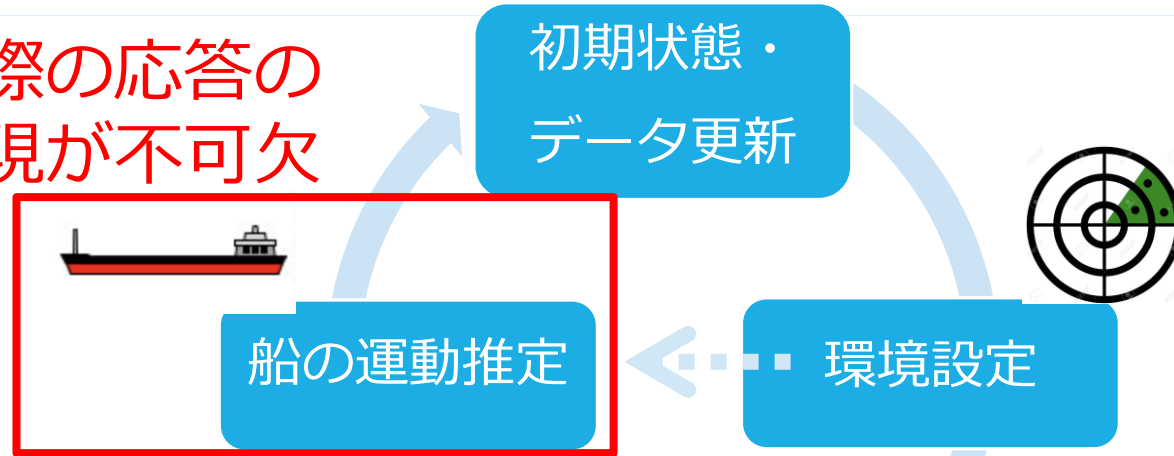 際の応答の
現が不可欠
初期状態・
データ更新
船の運動推定
環境設定